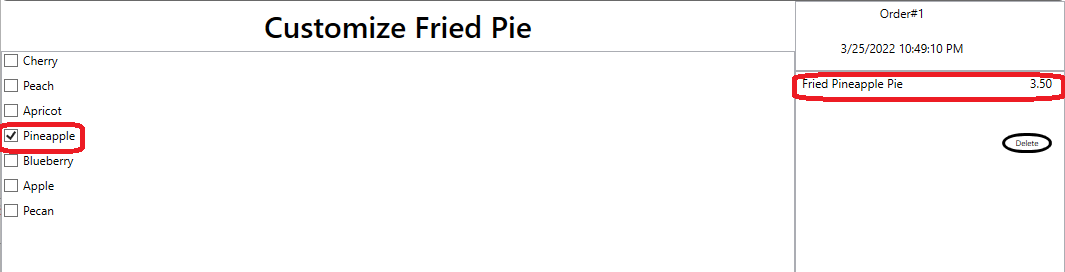 Customize Fried Pie
Cherry
Peach
Apricot
Pineapple
Blueberry
Apple
Pecan
Order#1
3/25/2022 10:49:10 PM
Fried Pineapple Pie 3.50
Delete